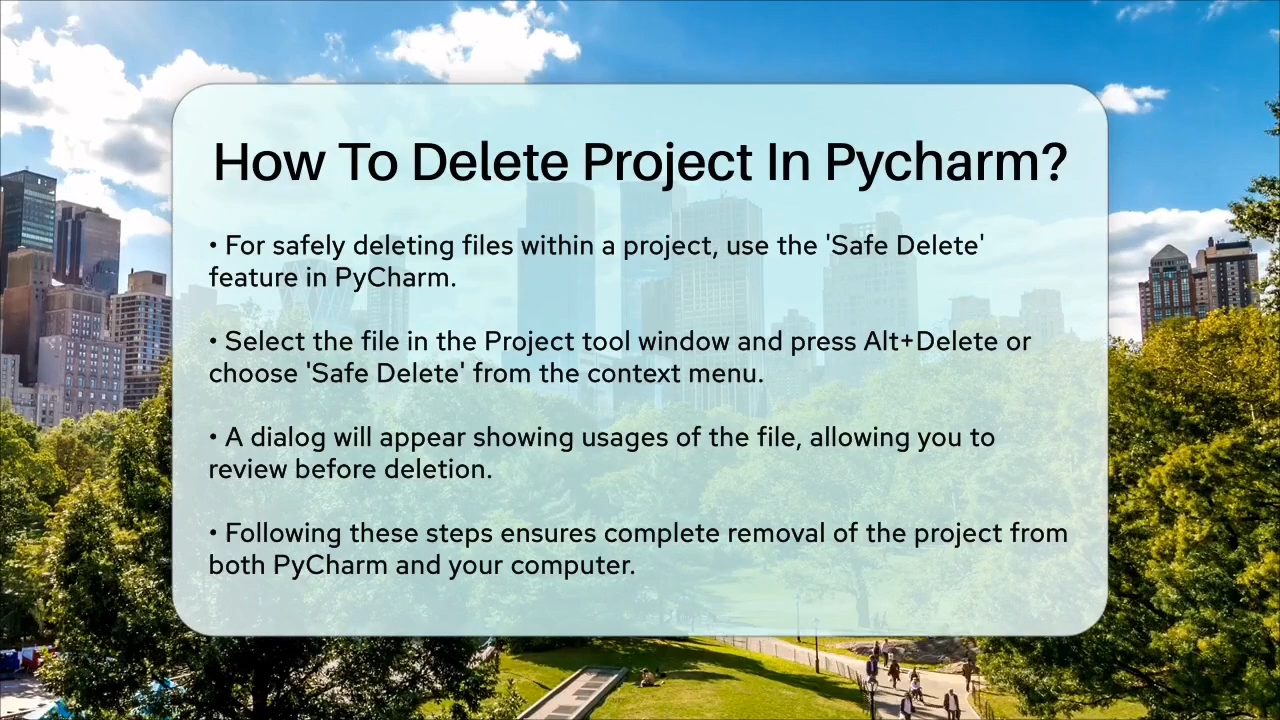 How To Delete Project In Pycharm?
• For safely deleting files within a project, use the 'Safe Delete'
feature in PyCharm.
• Select the file in the Project tool window and press Alt+Delete or
choose 'Safe Delete' from the context menu.
• A dialog will appear showing usages of the file, allowing you to
review before deletion.
• Following these steps ensures complete removal of the project from
both PyCharm and your computer.